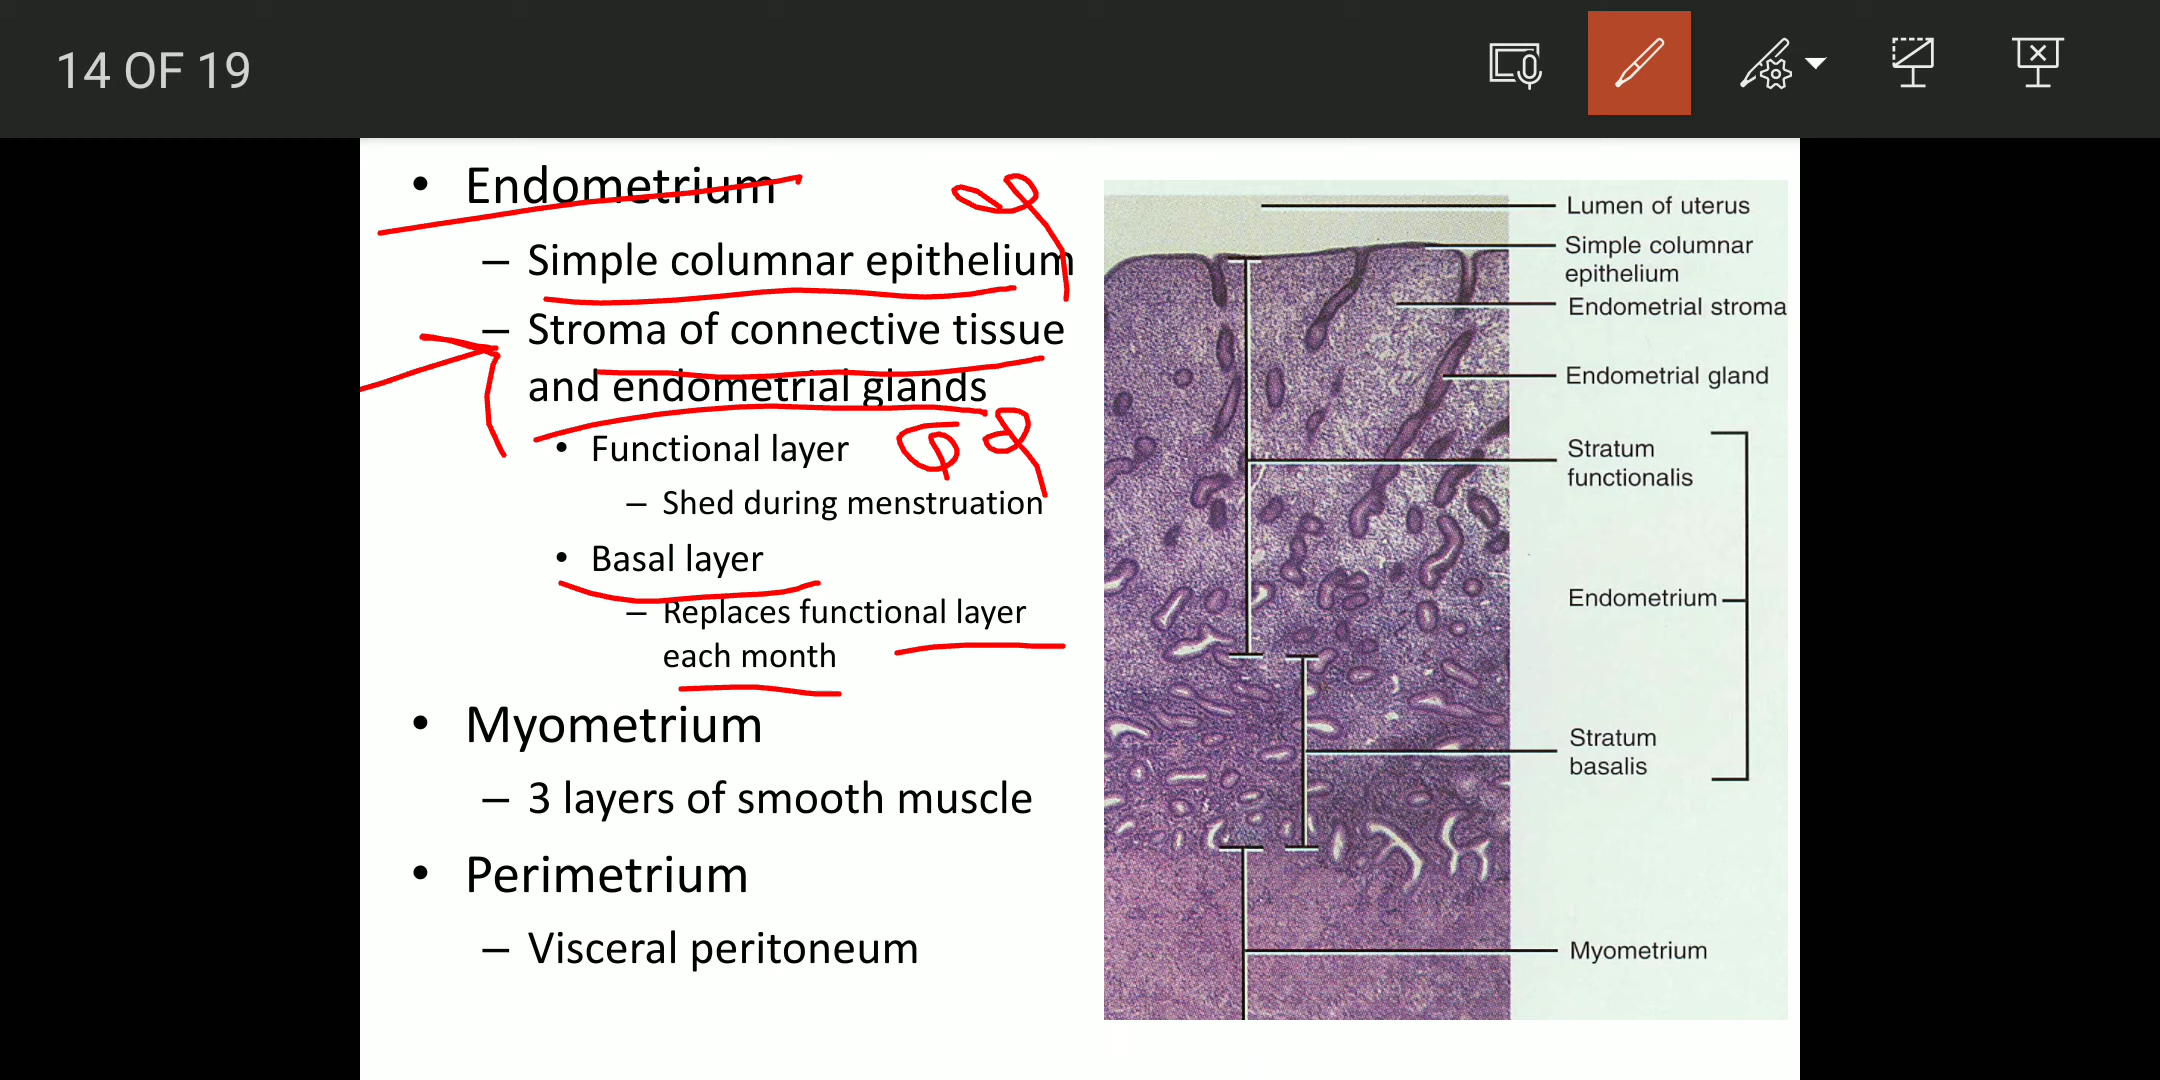 14 OF 19
• Endometrium
– Simple columnar epithelium
– Stroma of connective tissue
and endometrial glands
• Functional layer
– Shed during menstruation
• Basal layer
– Replaces functional layer
each month
• Myometrium
– 3 layers of smooth muscle
• Perimetrium
– Visceral peritoneum
Lumen of uterus
Simple columnar
epithelium
Endometrial stroma
Endometrial gland
Stratum
functionalis
Endometrium
Stratum
basalis
Myometrium